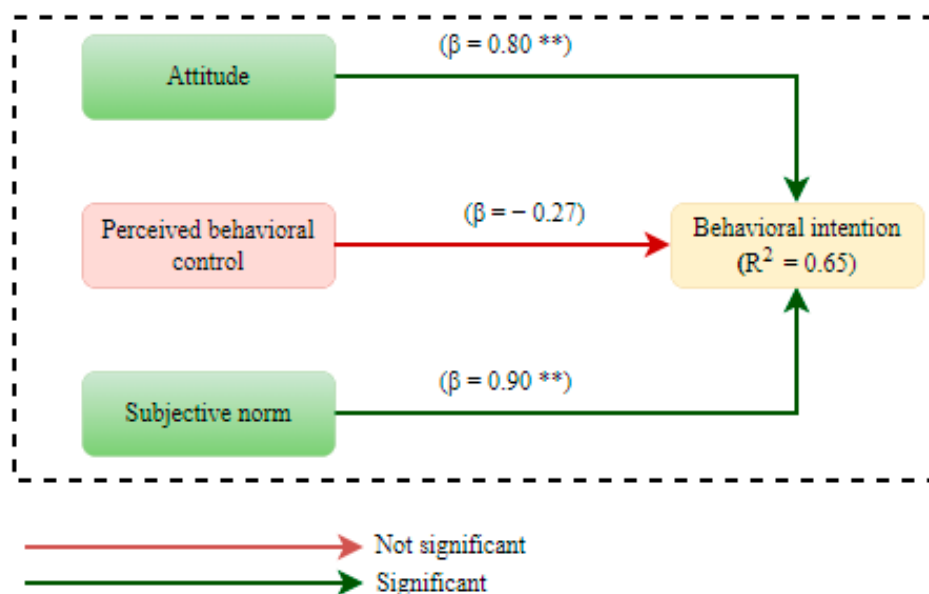 (β = 0.80 **)
Attitude
(β = − 0.27)
Perceived behavioral
control
Behavioral intention
(R² = 0.65)
(β = 0.90 **)
Subjective norm
Not significant
Significant